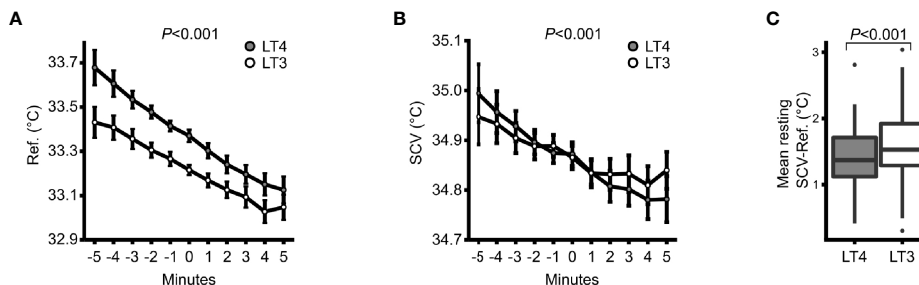 A
P<0.001
LT4
LT3
33.7
33.5
33.3
33.1
32.9
Ref. (°C)
-5 -4 -3 -2 -1 0 1 2 3 4 5
Minutes
B
P<0.001
LT4
LT3
35.1
35.0
34.9
34.8
34.7
SCV (°C)
-5 -4 -3 -2 -1 0 1 2 3 4 5
Minutes
C
P<0.001
3
2
1
Mean resting
SCV-Ref. (°C)
LT4 LT3